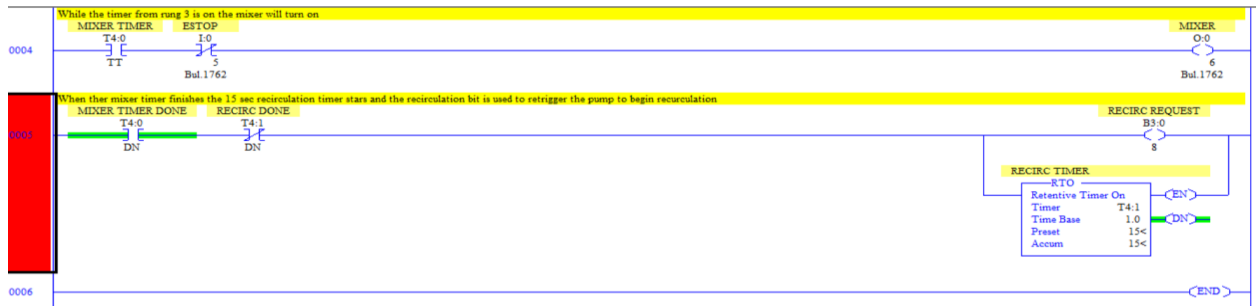 While the timer from rung 3 is on the mixer will turn on
MIXER TIMER ESTOP MIXER
T4:0 I:0 O:0
0004
TT 5 6
Bul.1762 Bul.1762
When ther mixer timer finishes the 15 sec recirculation timer stars and the recirculation bit is used to retrigger the pump to begin recurculation
MIXER TIMER DONE RECIRC DONE RECIRC REQUEST
T4:0 T4:1 B3:0
0005
DN DN 8
RECIRC TIMER
RTO
Retentive Timer On EN
Timer T4:1
Time Base 1.0 DN
Preset 15<
Accum 15<
0006 END